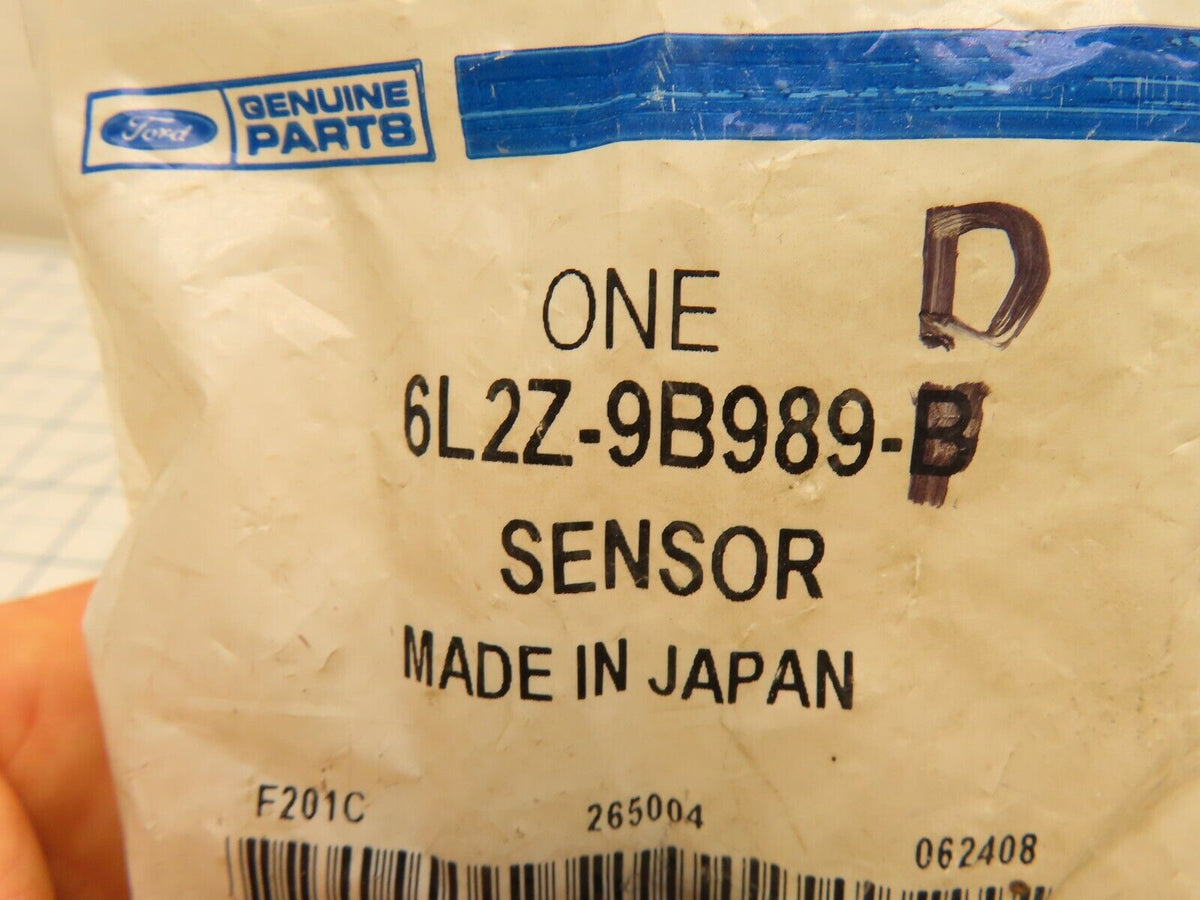 Ford GENUINE PARTS
ONE
D
6L2Z-9B989-B
SENSOR
MADE IN JAPAN
F201C 265004 062408